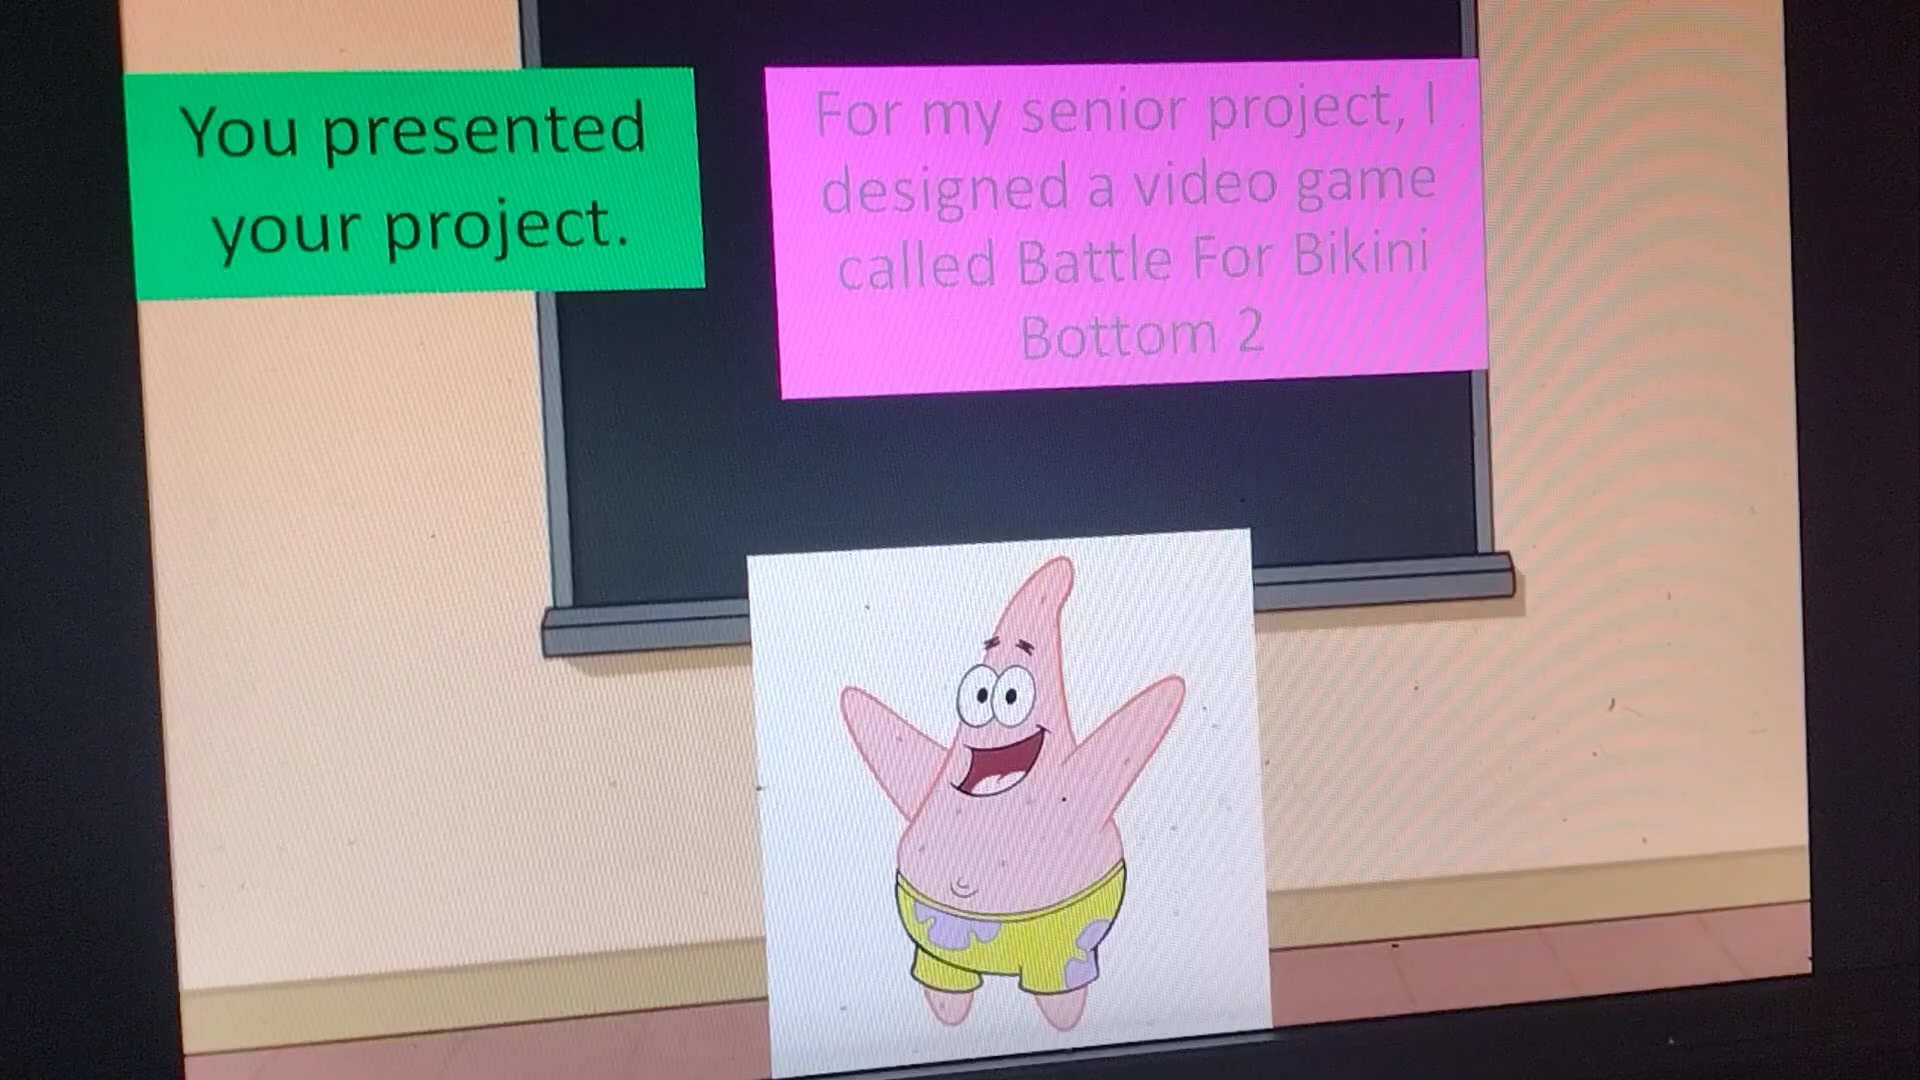 You presented
your project.
For my senior project, I
designed a video game
called Battle For Bikini
Bottom 2